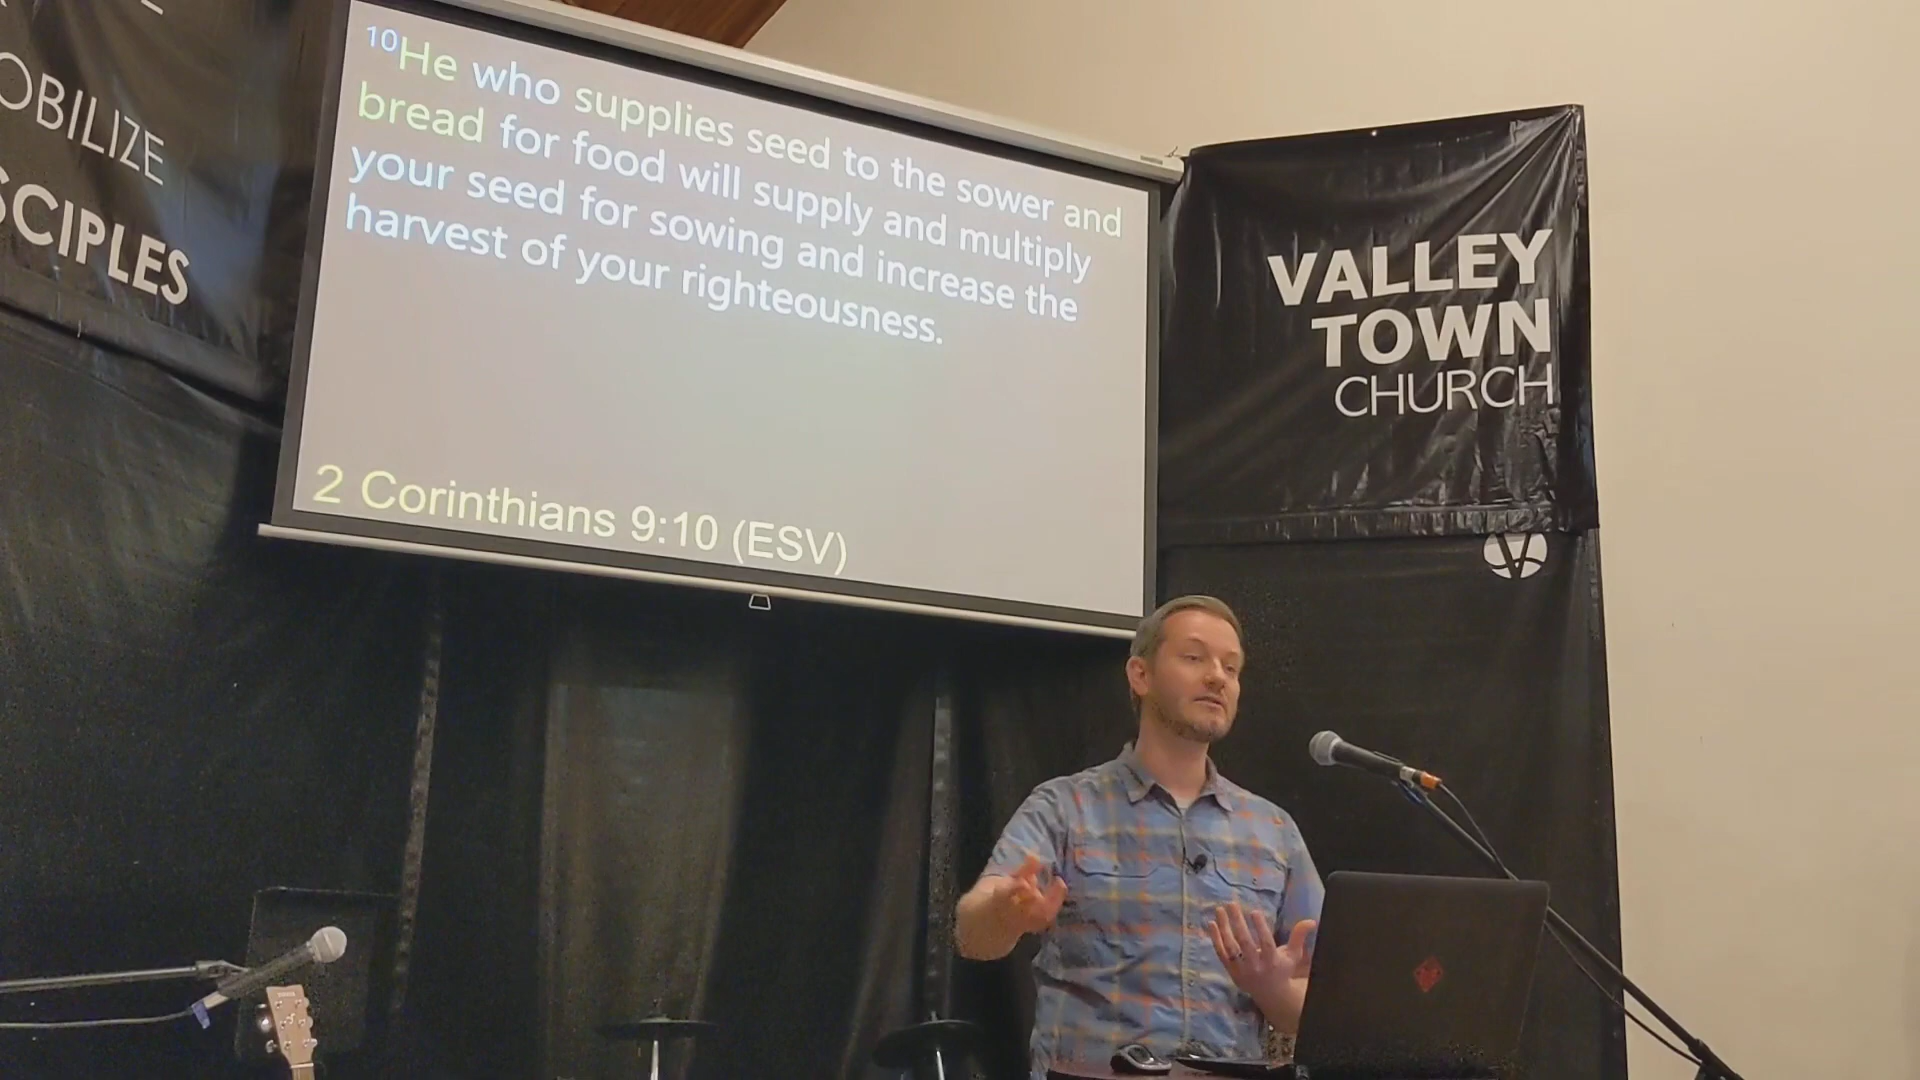 OBILIZE
SCIPLES
10He who supplies seed to the sower and
bread for food will supply and multiply
your seed for sowing and increase the
harvest of your righteousness.
2 Corinthians 9:10 (ESV)
VALLEY
TOWN
CHURCH